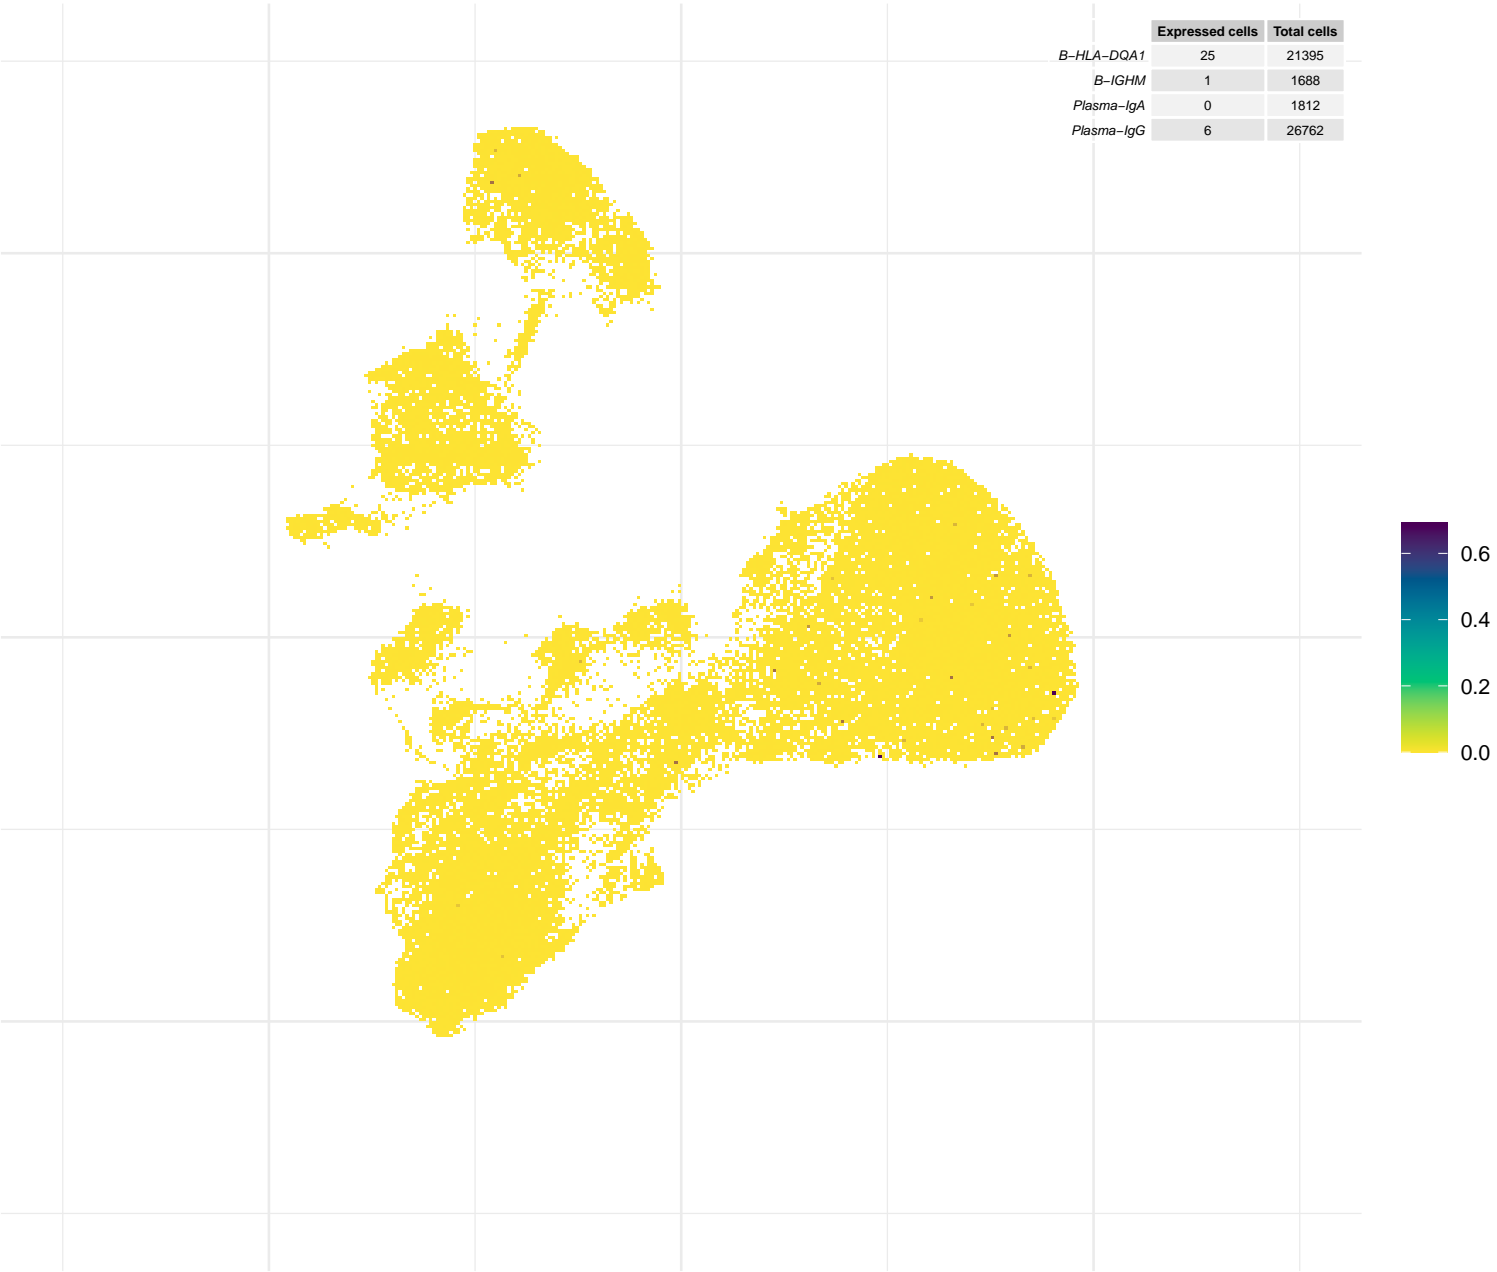 Expressed cells Total cells
B-HLA-DQA1 25 21395
B-IGHM 1 1688
Plasma-IgA 0 1812
Plasma-IgG 6 26762
0.6
0.4
0.2
0.0